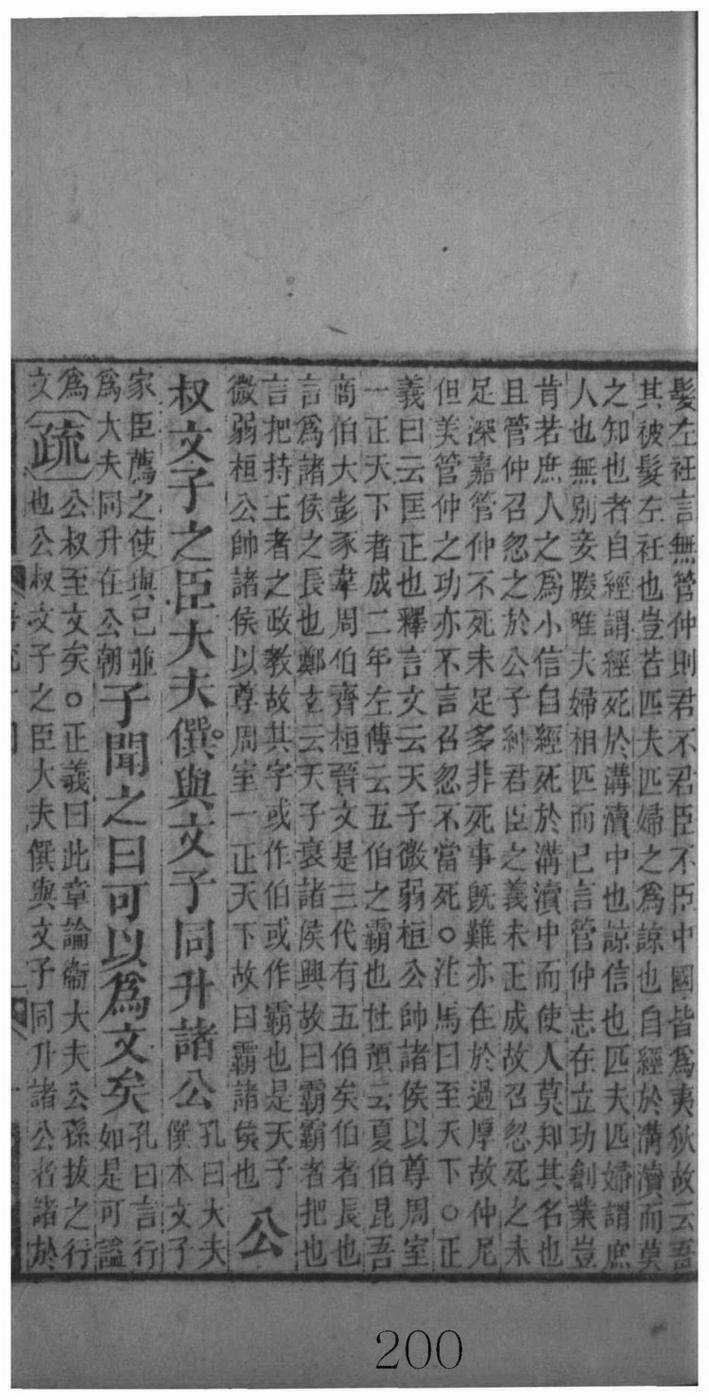 髮左衽言無管仲則君不君臣不臣中國皆爲夷狄故云吾
其被髮左衽也豈若匹夫匹婦之爲諒也自經於溝瀆而莫
之知也者自經謂經死於溝瀆中也諒信也匹夫匹婦謂庶
人也無別妾媵唯夫婦相匹而已言管仲志在立功創業豈
肯若庶人之爲小信自經死於溝瀆中而使人莫知其名也
且管仲召忽之於公子糾君臣之義未正成故召忽死之未
足深嘉管仲不死未足多非死事既難亦在於過厚故仲尼
但美管仲之功亦不言召忽不當死○注馬曰至天下○正
義曰云匡正也釋言文云天子微弱桓公帥諸侯以尊周室
一正天下者成二年左傳云五伯之霸也杜預云夏伯昆吾
商伯大彭豕韋周伯齊桓晉文是三代有五伯矣伯者長也
言爲諸侯之長也鄭玄云天子衰諸侯興故曰霸霸者把也
言把持王者之政教故其字或作伯或作霸也是天子
微弱桓公帥諸侯以尊周室一正天下故曰霸諸侯也
公
叔文子之臣大夫僎與文子同升諸公
孔曰大夫
僎本文子
家臣薦之使與己並
爲大夫同升在公朝
子聞之曰可以爲文矣
孔曰言行
如是可謚
爲
文
疏
公叔至文矣○正義曰此章論衞大夫公孫拔之行
也公叔文子之臣大夫僎與文子同升諸公者諸於
200